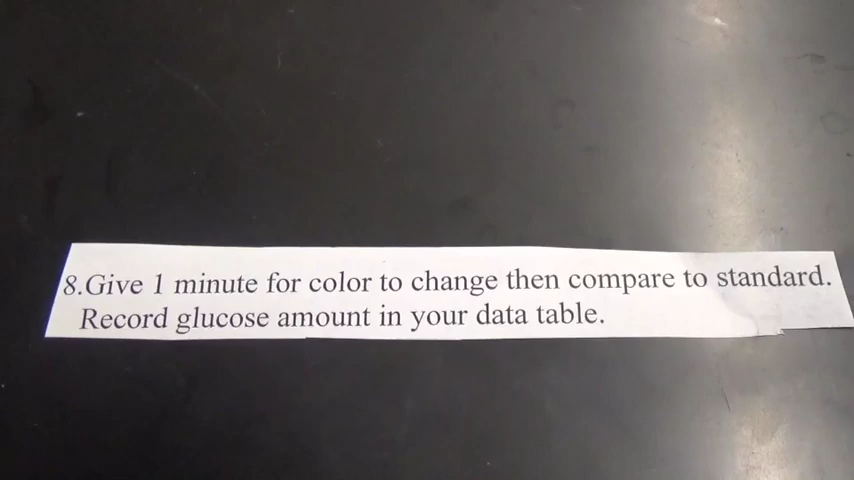 8.Give 1 minute for color to change then compare to standard.
Record glucose amount in your data table.